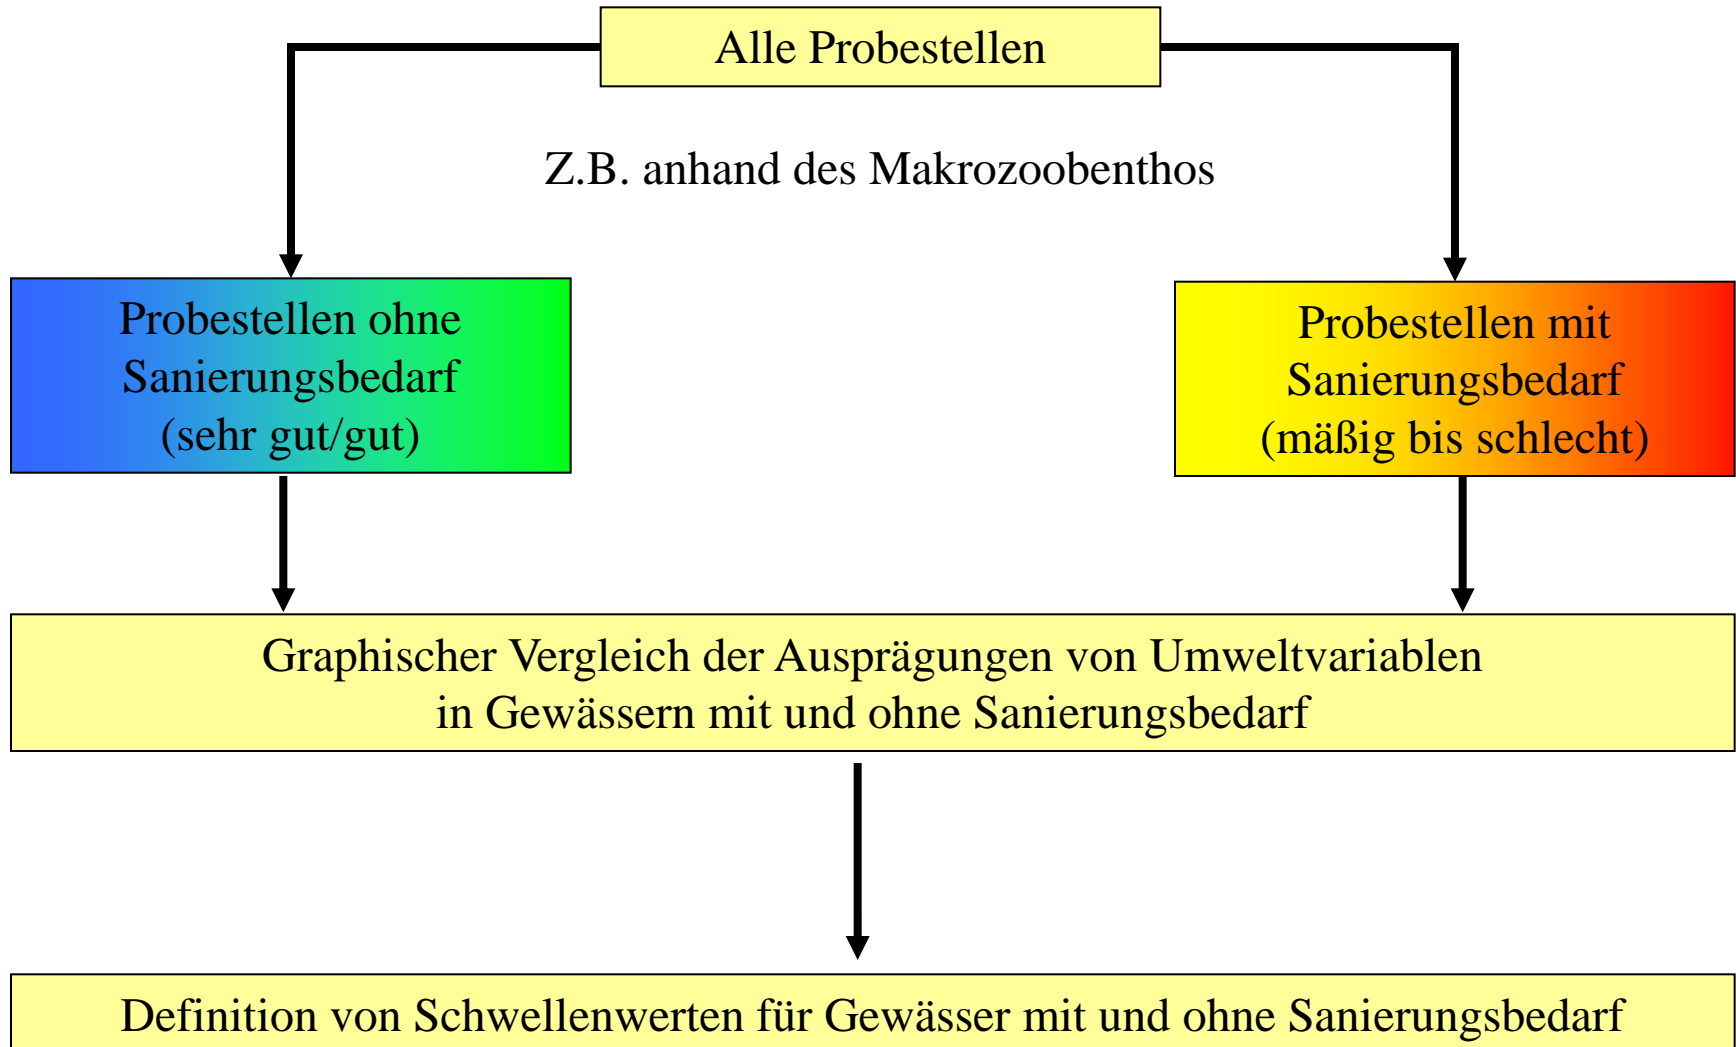 Alle Probestellen
Z.B. anhand des Makrozoobenthos
Probestellen ohne
Sanierungsbedarf
(sehr gut/gut)
Probestellen mit
Sanierungsbedarf
(mäßig bis schlecht)
Graphischer Vergleich der Ausprägungen von Umweltvariablen
in Gewässern mit und ohne Sanierungsbedarf
Definition von Schwellenwerten für Gewässer mit und ohne Sanierungsbedarf